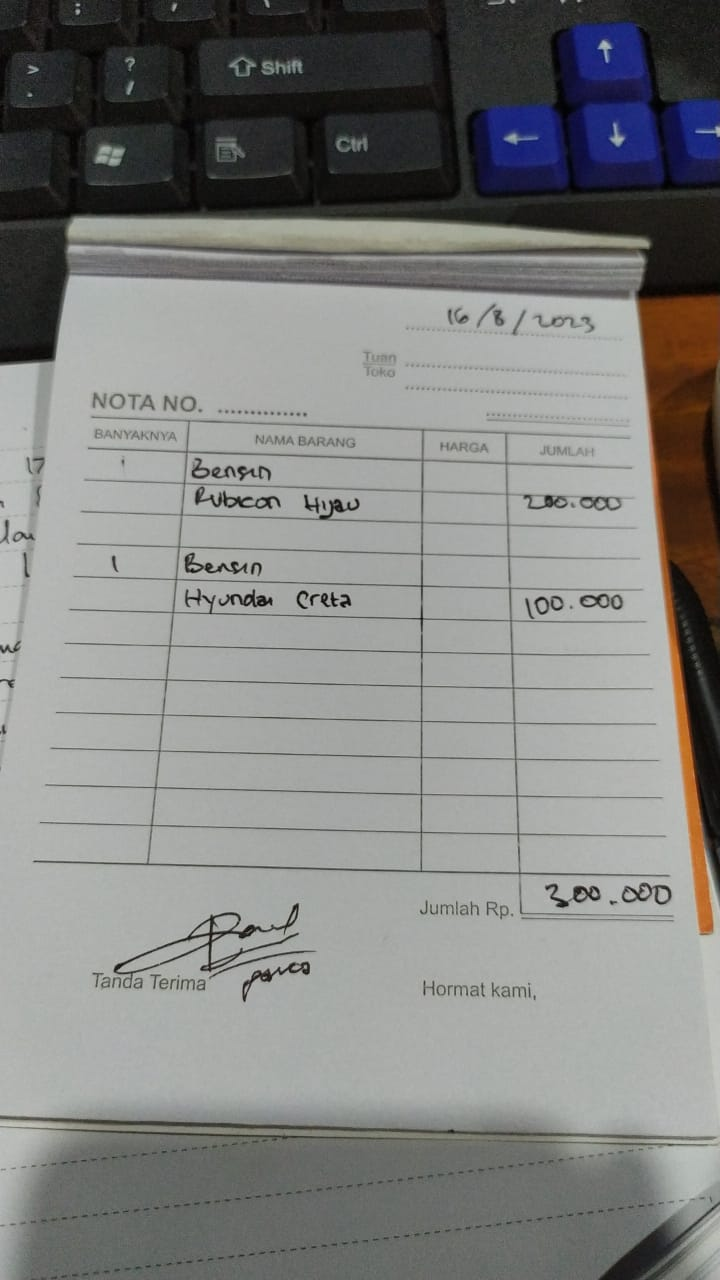 > .
? /
Shift
Ctrl
16/8/2023
Tuan
Toko
NOTA NO. ..............
BANYAKNYA NAMA BARANG HARGA JUMLAH
1 Bensin
Rubicon Hijau 200.000
1 Bensin
Hyundai Creta 100.000
Jumlah Rp. 300.000
Tanda Terima
Hormat kami,